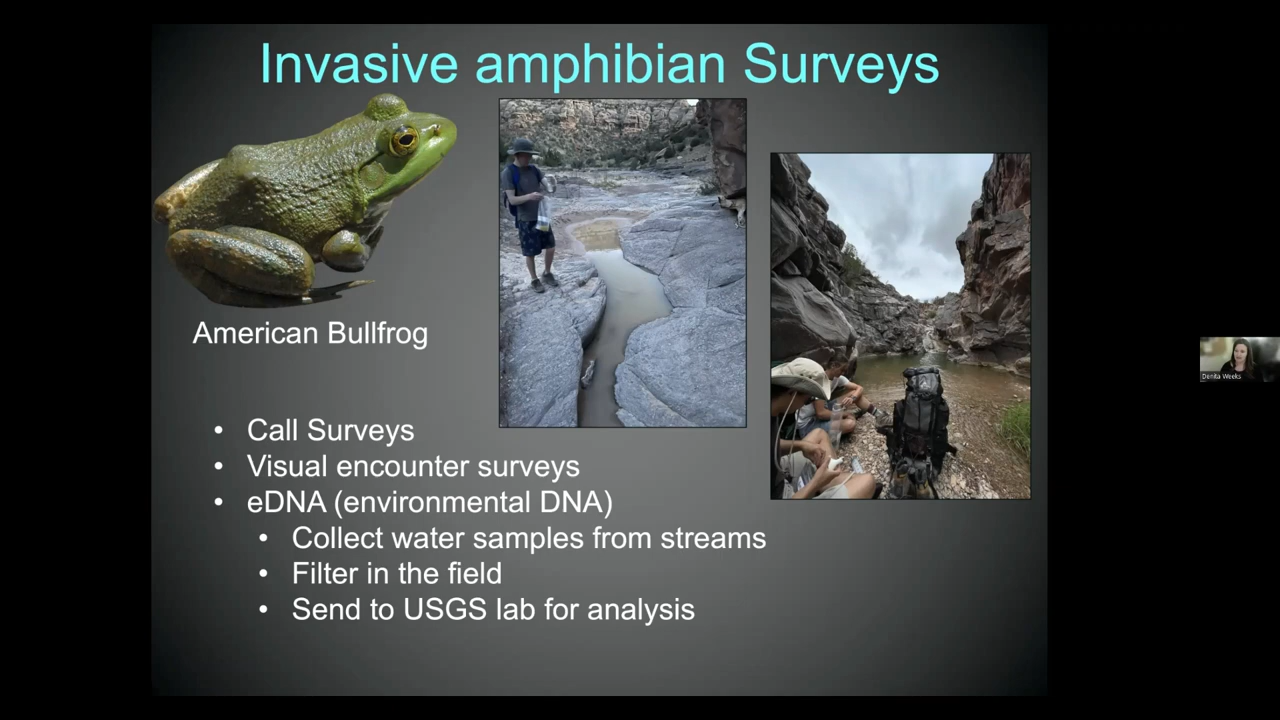 Invasive amphibian Surveys
American Bullfrog
• Call Surveys
• Visual encounter surveys
• eDNA (environmental DNA)
• Collect water samples from streams
• Filter in the field
• Send to USGS lab for analysis
Denita Weeks